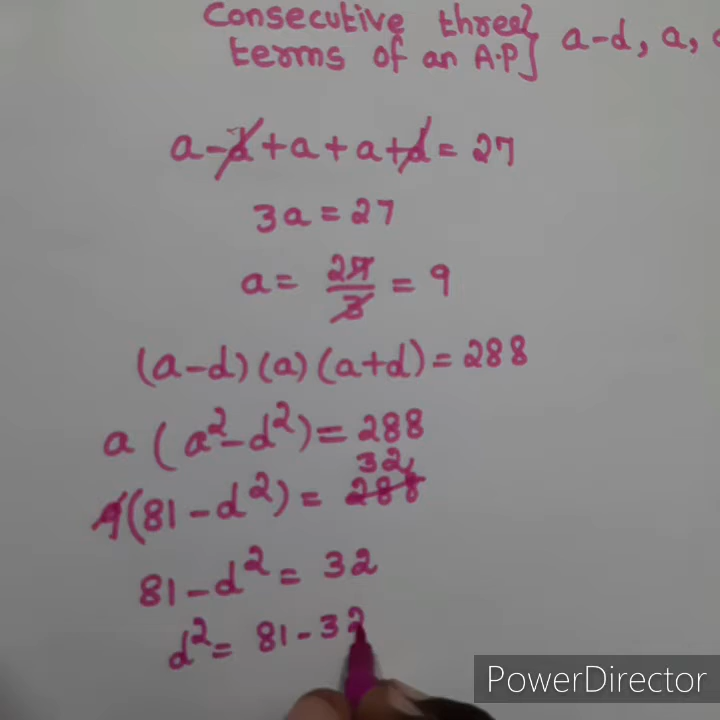 Consecutive three
terms of an A.P] a-d, a,
a-d+a+a+d=27
3a=27
a= 27/3 = 9
(a-d)(a)(a+d)=288
a(a²-d²)=288
32
9(81-d²)= 288
81-d²= 32
d²= 81-32
PowerDirector